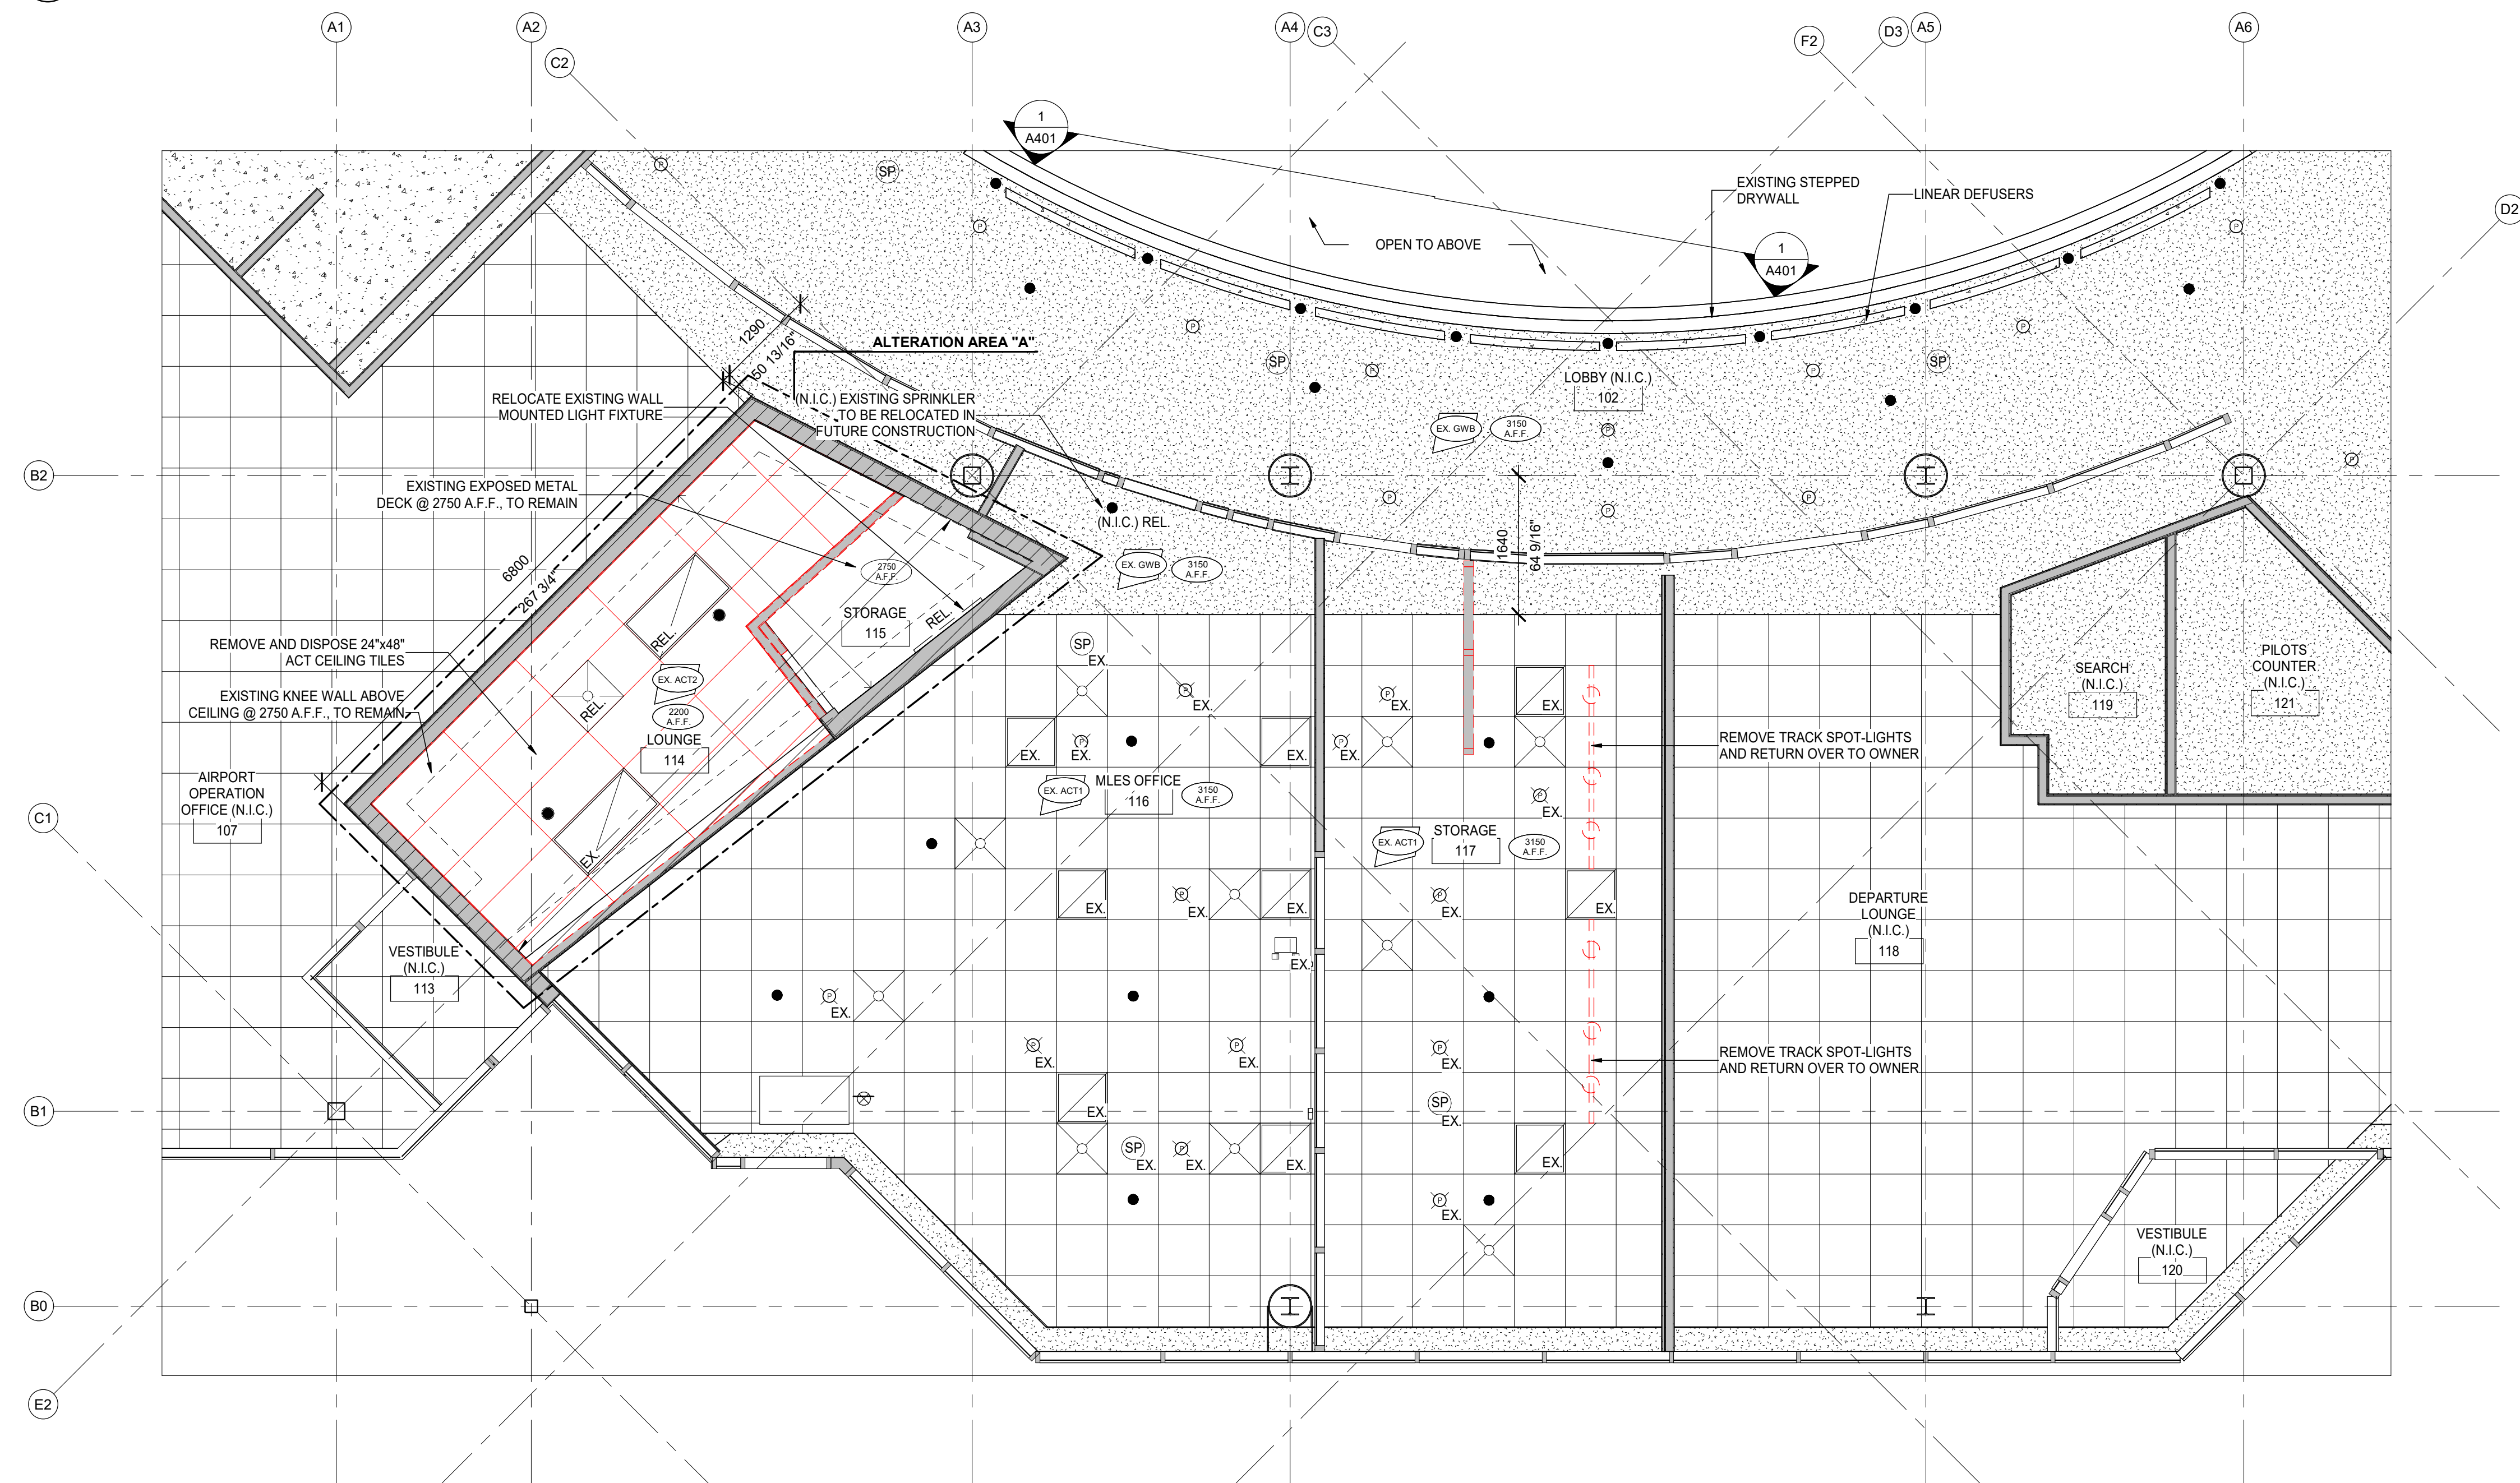 A1
A2
A3
A4
C3
F2
D3
A5
A6
C2
D2
1
A401
SP
EXISTING STEPPED
DRYWALL
LINEAR DEFUSERS
OPEN TO ABOVE
1
A401
P
P
P
P
P
P
P
P
1290
50 13/16"
ALTERATION AREA "A"
SP
SP
RELOCATE EXISTING WALL
MOUNTED LIGHT FIXTURE
(N.I.C.) EXISTING SPRINKLER
TO BE RELOCATED IN
FUTURE CONSTRUCTION
LOBBY (N.I.C.)
102
EX. GWB
3150
A.F.F.
P
P
B2
EXISTING EXPOSED METAL
DECK @ 2750 A.F.F., TO REMAIN
P
P
P
(N.I.C.) REL.
1640
64 9/16"
EX. GWB
3150
A.F.F.
2750
A.F.F.
6800
267 3/4"
STORAGE
115
REL.
REL.
REMOVE AND DISPOSE 24"x48"
ACT CEILING TILES
EX. ACT2
2200
A.F.F.
REL.
EXISTING KNEE WALL ABOVE
CEILING @ 2750 A.F.F., TO REMAIN
LOUNGE
114
SP
EX.
P
EX.
P
EX.
EX.
SEARCH
(N.I.C.)
119
PILOTS
COUNTER
(N.I.C.)
121
EX.
P
EX.
EX.
P
EX.
REMOVE TRACK SPOT-LIGHTS
AND RETURN OVER TO OWNER
AIRPORT
OPERATION
OFFICE (N.I.C.)
107
EX. ACT1
MLES OFFICE
116
3150
A.F.F.
P
EX.
C1
EX. ACT1
STORAGE
117
3150
A.F.F.
EX.
EX.
P
EX.
EX.
P
EX.
EX.
DEPARTURE
LOUNGE
(N.I.C.)
118
VESTIBULE
(N.I.C.)
113
EX.
P
EX.
P
EX.
P
EX.
P
EX.
REMOVE TRACK SPOT-LIGHTS
AND RETURN OVER TO OWNER
B1
EX.
SP
EX.
SP
EX.
P
EX.
EX.
EX.
P
EX.
VESTIBULE
(N.I.C.)
120
B0
E2